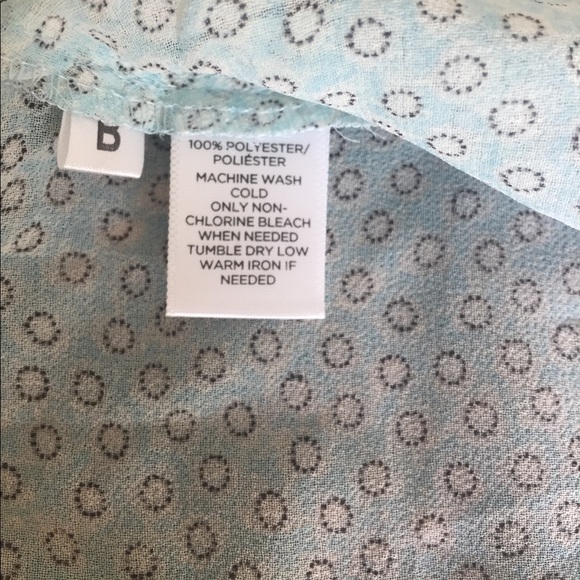 B
100% POLYESTER/
POLIÉSTER
MACHINE WASH
COLD
ONLY NON-
CHLORINE BLEACH
WHEN NEEDED
TUMBLE DRY LOW
WARM IRON IF
NEEDED